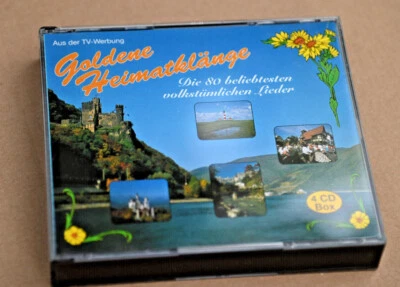 Aus der TV-Werbung
Goldene
Heimatklänge
Die 80 beliebtesten
volkstümlichen Lieder
4 CD
Box